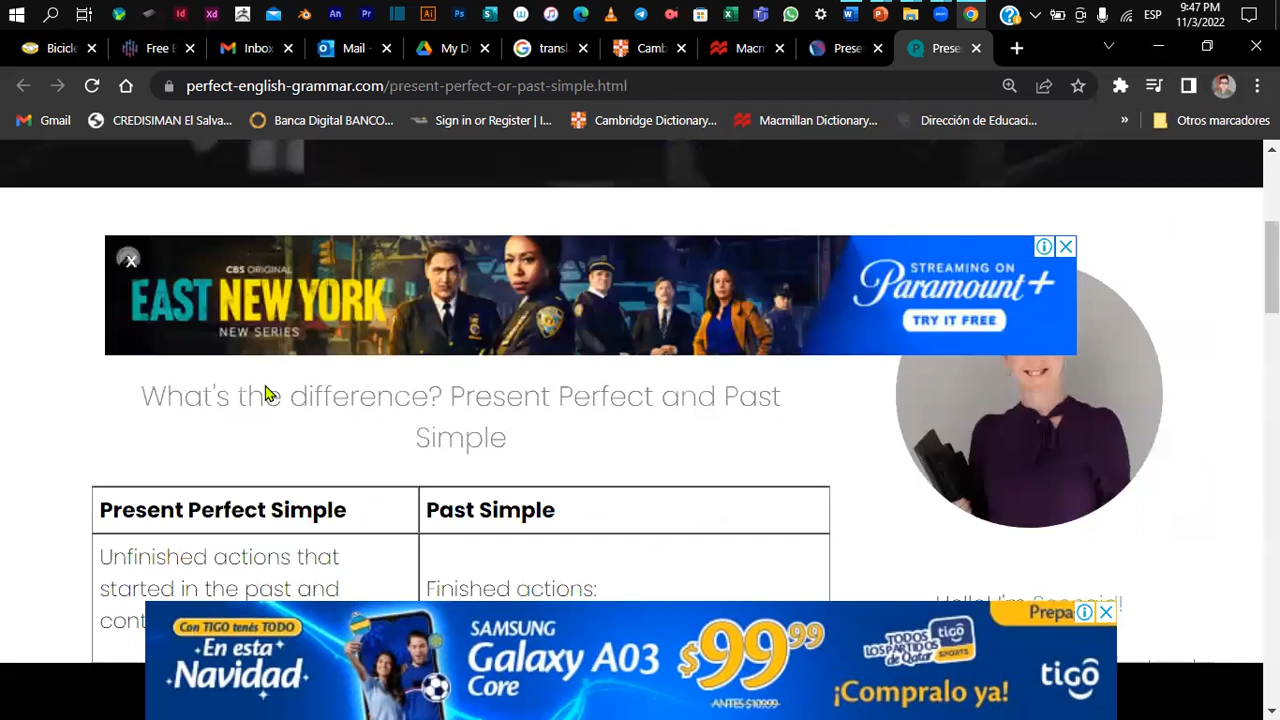 9:47 PM
ESP
11/3/2022
Bicicle
Free E
Inbox
Mail -
My Dr
transl
Camb
Macm
Prese
Prese
perfect-english-grammar.com/present-perfect-or-past-simple.html
Gmail
CREDISIMAN El Salva...
Banca Digital BANCO...
Sign in or Register | I...
Cambridge Dictionary...
Macmillan Dictionary...
Dirección de Educaci...
»
Otros marcadores
CBS ORIGINAL
EAST NEW YORK
NEW SERIES
STREAMING ON
Paramount+
TRY IT FREE
What's the difference? Present Perfect and Past
Simple
Present Perfect Simple
Past Simple
Unfinished actions that
started in the past and
Finished actions:
cont
Con TIGO tenés TODO
En esta
Navidad
SAMSUNG
Galaxy A03
Core
$99.99
ANTES $109.99
TODOS
LOS PARTIDOS
de Qatar
tigo
SPORTS
¡Compralo ya!
Prepa
tigo